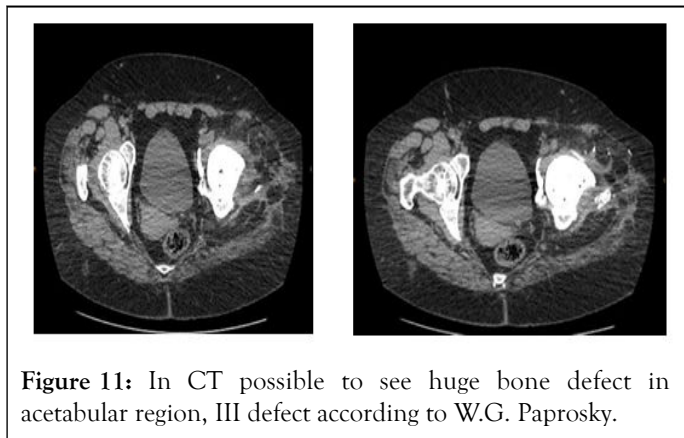 Figure 11: In CT possible to see huge bone defect in
acetabular region, III defect according to W.G. Paprosky.